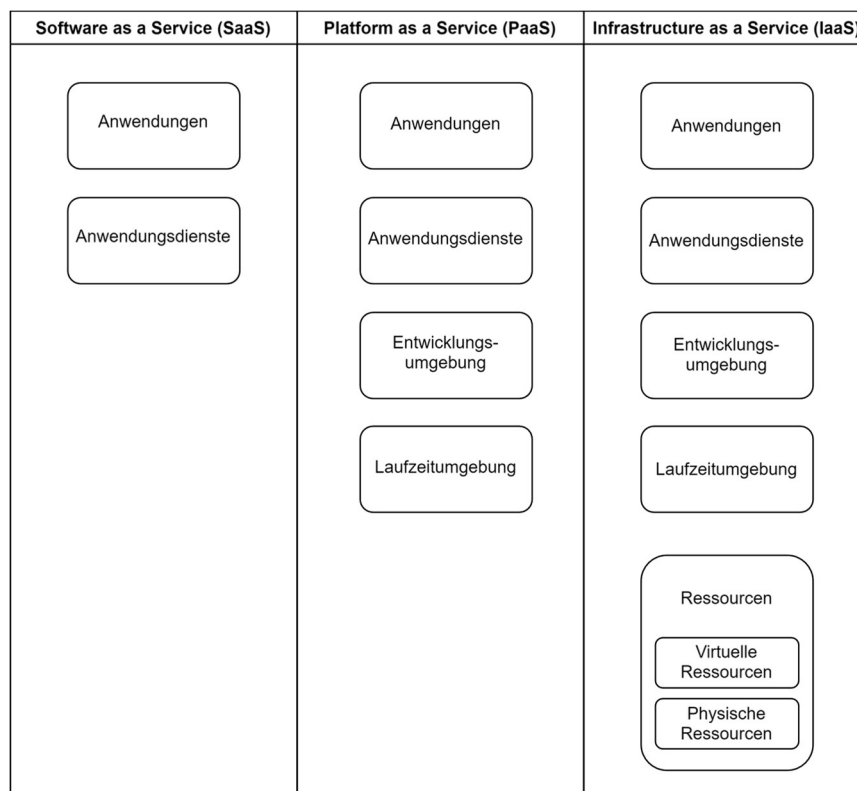 Software as a Service (SaaS)
Platform as a Service (PaaS)
Infrastructure as a Service (IaaS)
Anwendungen
Anwendungen
Anwendungen
Anwendungsdienste
Anwendungsdienste
Anwendungsdienste
Entwicklungs-
umgebung
Entwicklungs-
umgebung
Laufzeitumgebung
Laufzeitumgebung
Ressourcen
Virtuelle
Ressourcen
Physische
Ressourcen